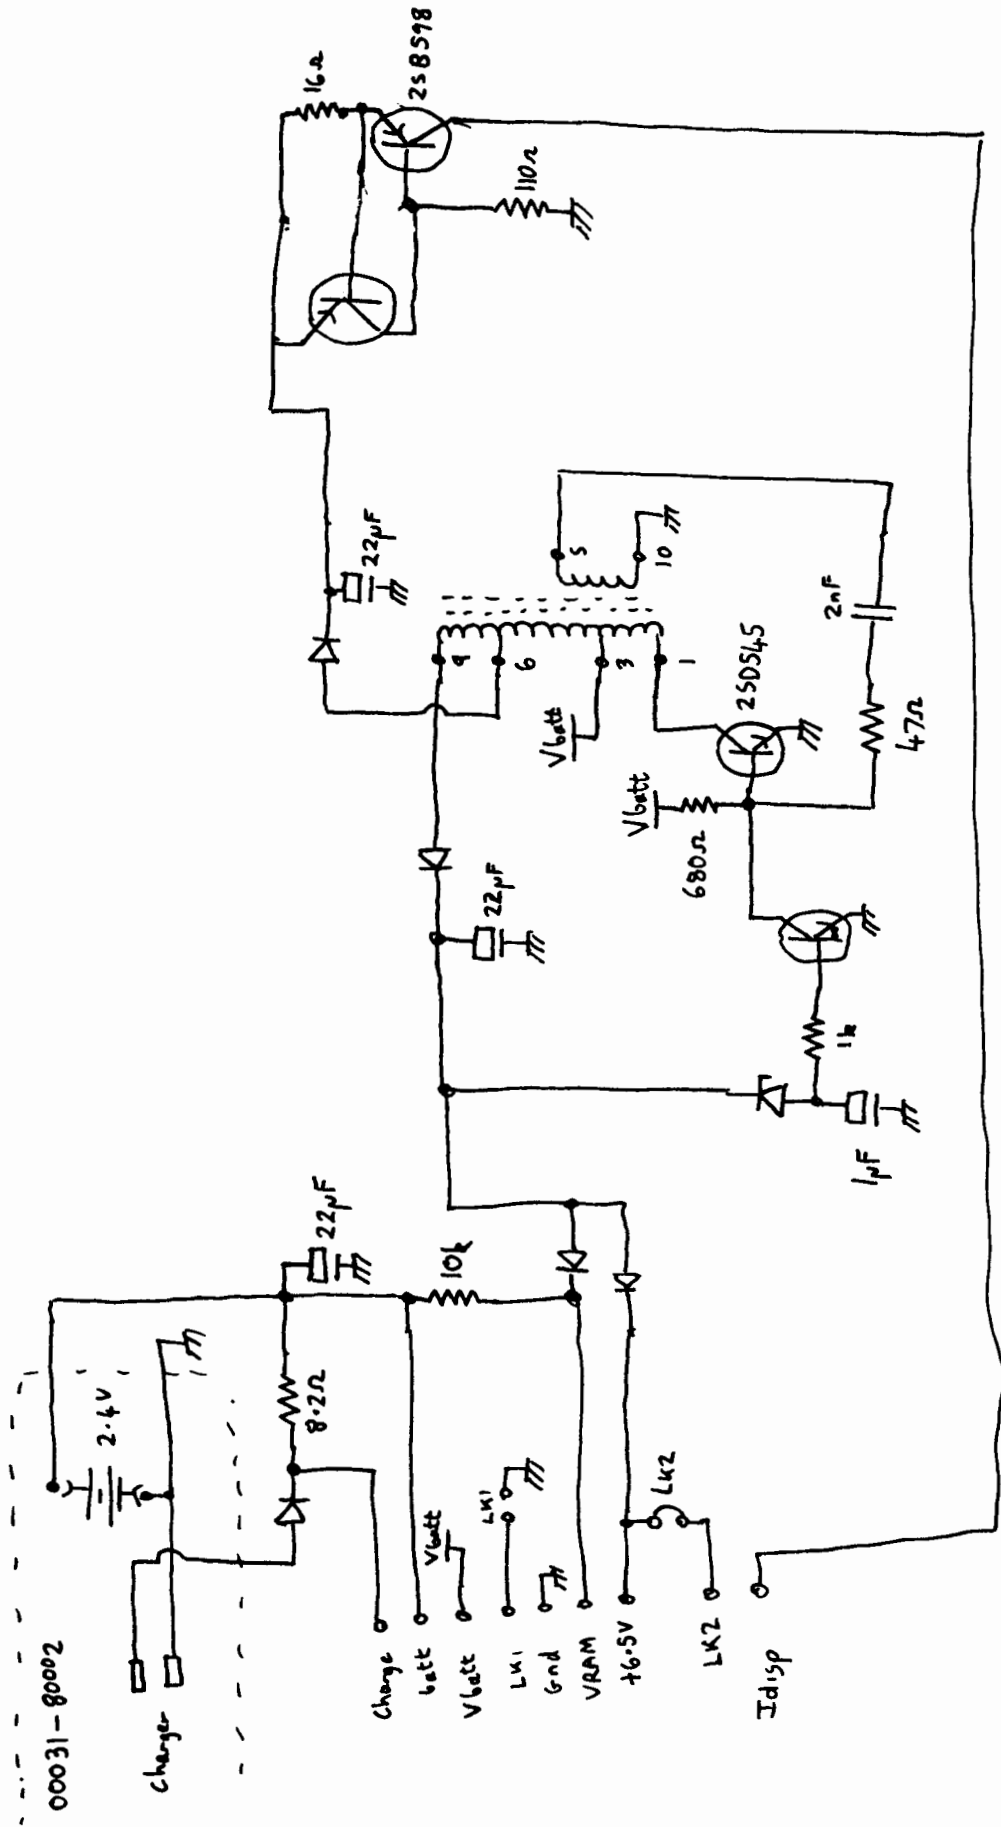 00031-80002
Charger
2.4V
8.2Ω
22µF
10k
Charge
batt
Vbatt
Vbatt
LK1
LK1
Gnd
VRAM
+6.5V
LK2
LK2
Idisp
1µF
1k
22µF
680Ω
Vbatt
Vbatt
47Ω
2nF
2SD545
22µF
9
6
3
1
5
10
16Ω
2SB598
110Ω